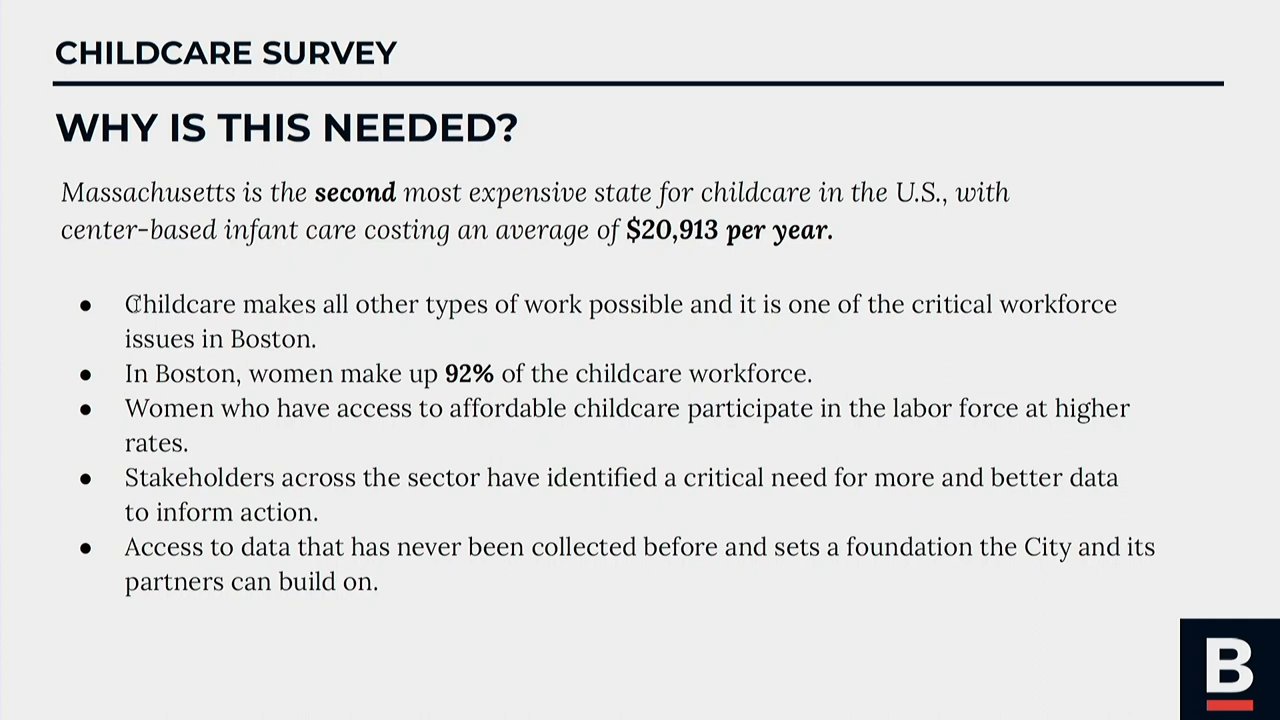 CHILDCARE SURVEY
WHY IS THIS NEEDED?
Massachusetts is the second most expensive state for childcare in the U.S., with
center-based infant care costing an average of $20,913 per year.
● Childcare makes all other types of work possible and it is one of the critical workforce
issues in Boston.
● In Boston, women make up 92% of the childcare workforce.
● Women who have access to affordable childcare participate in the labor force at higher
rates.
● Stakeholders across the sector have identified a critical need for more and better data
to inform action.
● Access to data that has never been collected before and sets a foundation the City and its
partners can build on.
B